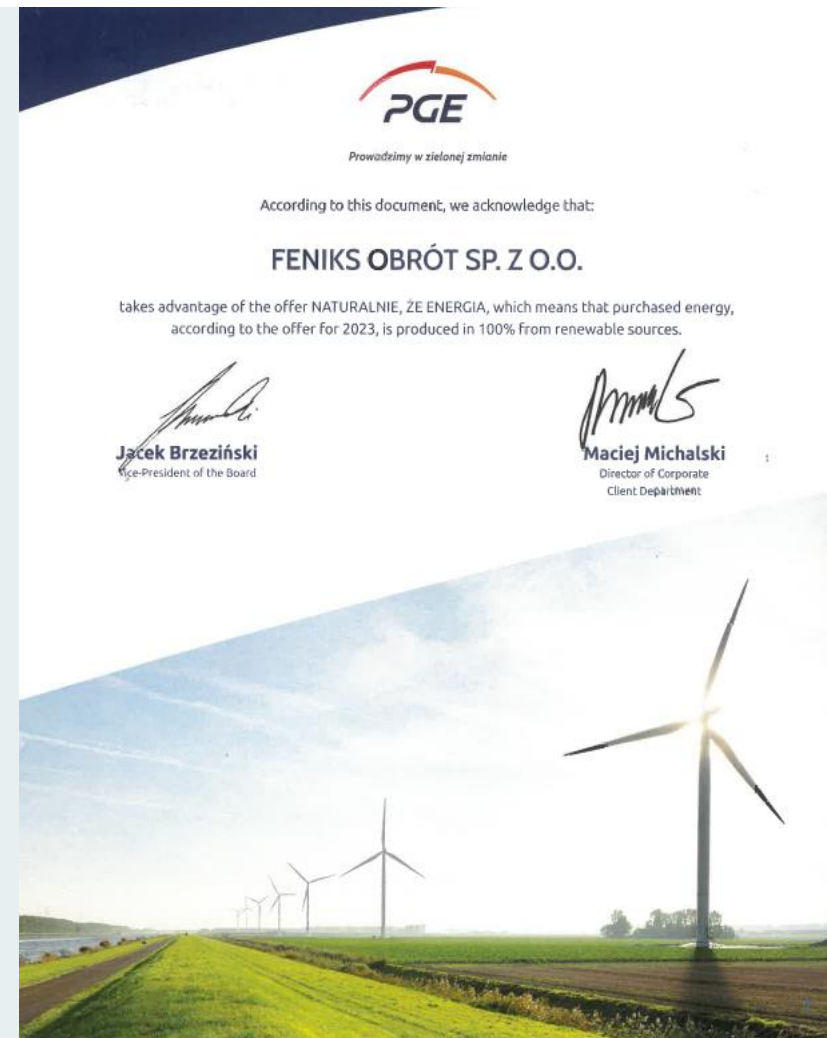 PGE
Prowadzimy w zielonej zmianie
According to this document, we acknowledge that:
FENIKS OBRÓT SP. Z O.O.
takes advantage of the offer NATURALNIE, ŻE ENERGIA, which means that purchased energy,
according to the offer for 2023, is produced in 100% from renewable sources.
Jacek Brzeziński
Vice-President of the Board
Maciej Michalski
Director of Corporate
Client Department